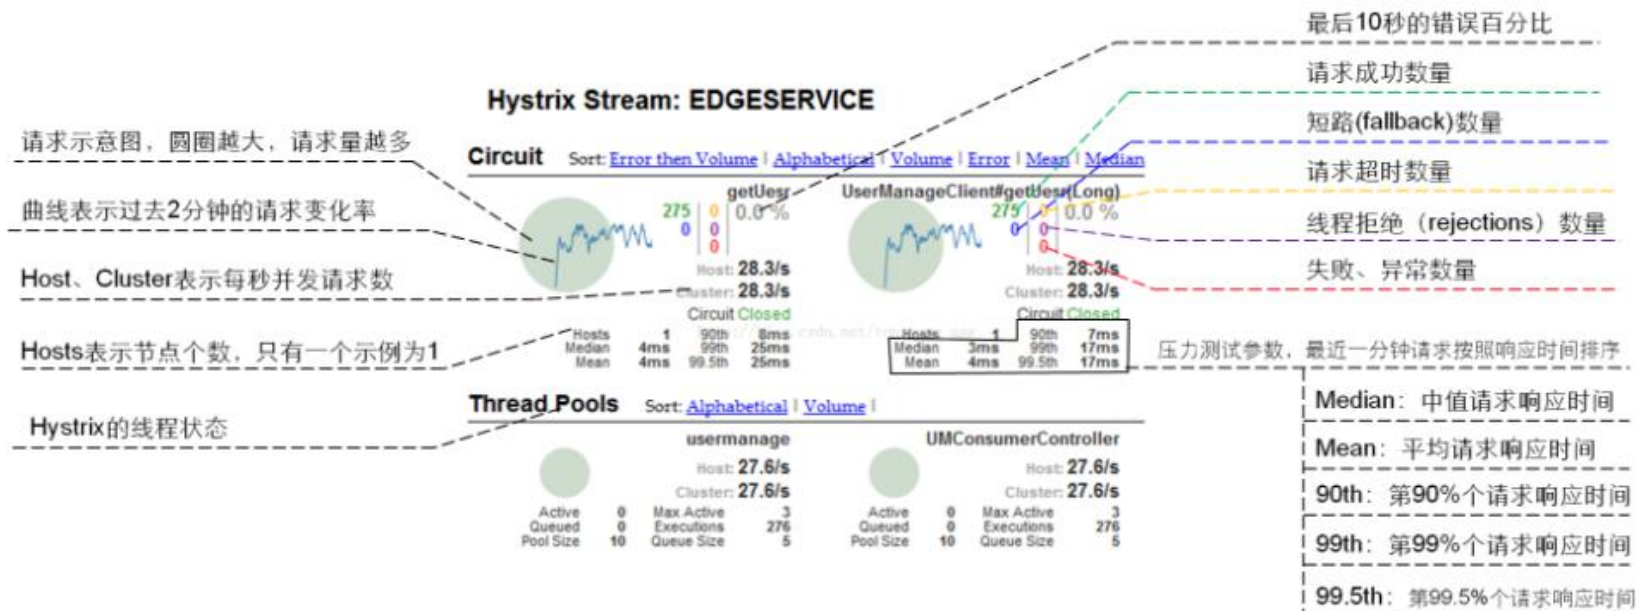 最后10秒的错误百分比
请求成功数量
短路(fallback)数量
请求超时数量
线程拒绝（rejections）数量
失败、异常数量
请求示意图，圆圈越大，请求量越多
曲线表示过去2分钟的请求变化率
Host、Cluster表示每秒并发请求数
Hosts表示节点个数，只有一个示例为1
Hystrix的线程状态
Hystrix Stream: EDGESERVICE
Circuit Sort: Error then Volume | Alphabetical | Volume | Error | Mean | Median
getUesr
275 0 0.0 %
0 0
0
Host: 28.3/s
Cluster: 28.3/s
Circuit Closed
Hosts 1 90th 8ms
Median 4ms 99th 25ms
Mean 4ms 99.5th 25ms
UserManageClient#getUesr(Long)
275 0 0.0 %
0 0
0
Host: 28.3/s
Cluster: 28.3/s
Circuit Closed
Hosts 1 90th 7ms
Median 3ms 99th 17ms
Mean 4ms 99.5th 17ms
Thread Pools Sort: Alphabetical | Volume |
usermanage
Host: 27.6/s
Cluster: 27.6/s
Active 0 Max Active 3
Queued 0 Executions 276
Pool Size 10 Queue Size 5
UMConsumerController
Host: 27.6/s
Cluster: 27.6/s
Active 0 Max Active 3
Queued 0 Executions 276
Pool Size 10 Queue Size 5
压力测试参数，最近一分钟请求按照响应时间排序
Median：中值请求响应时间
Mean：平均请求响应时间
90th：第90%个请求响应时间
99th：第99%个请求响应时间
99.5th：第99.5%个请求响应时间